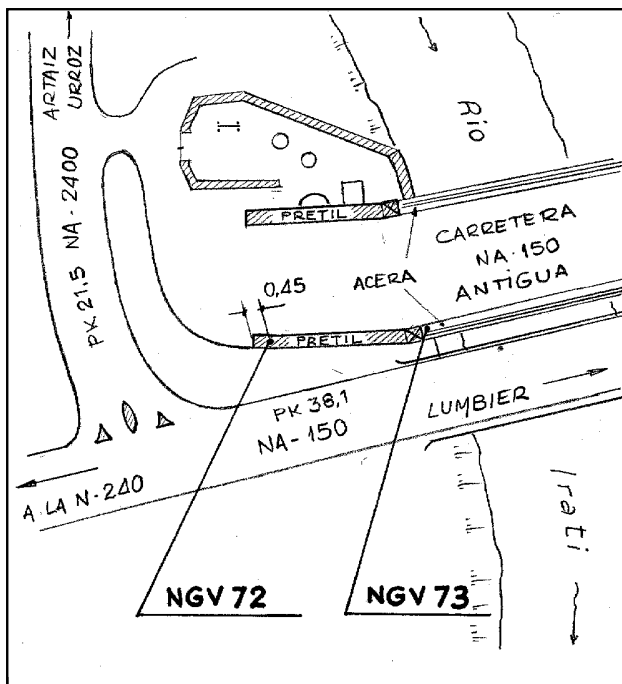 ARTAIZ
URROZ
Rio
PRETIL
CARRETERA
NA-150
ANTIGUA
ACERA
0,45
PK 21,5 NA-2400
PRETIL
PK 38,1
NA-150
LUMBIER
A LA N-240
Irati
NGV 72
NGV 73